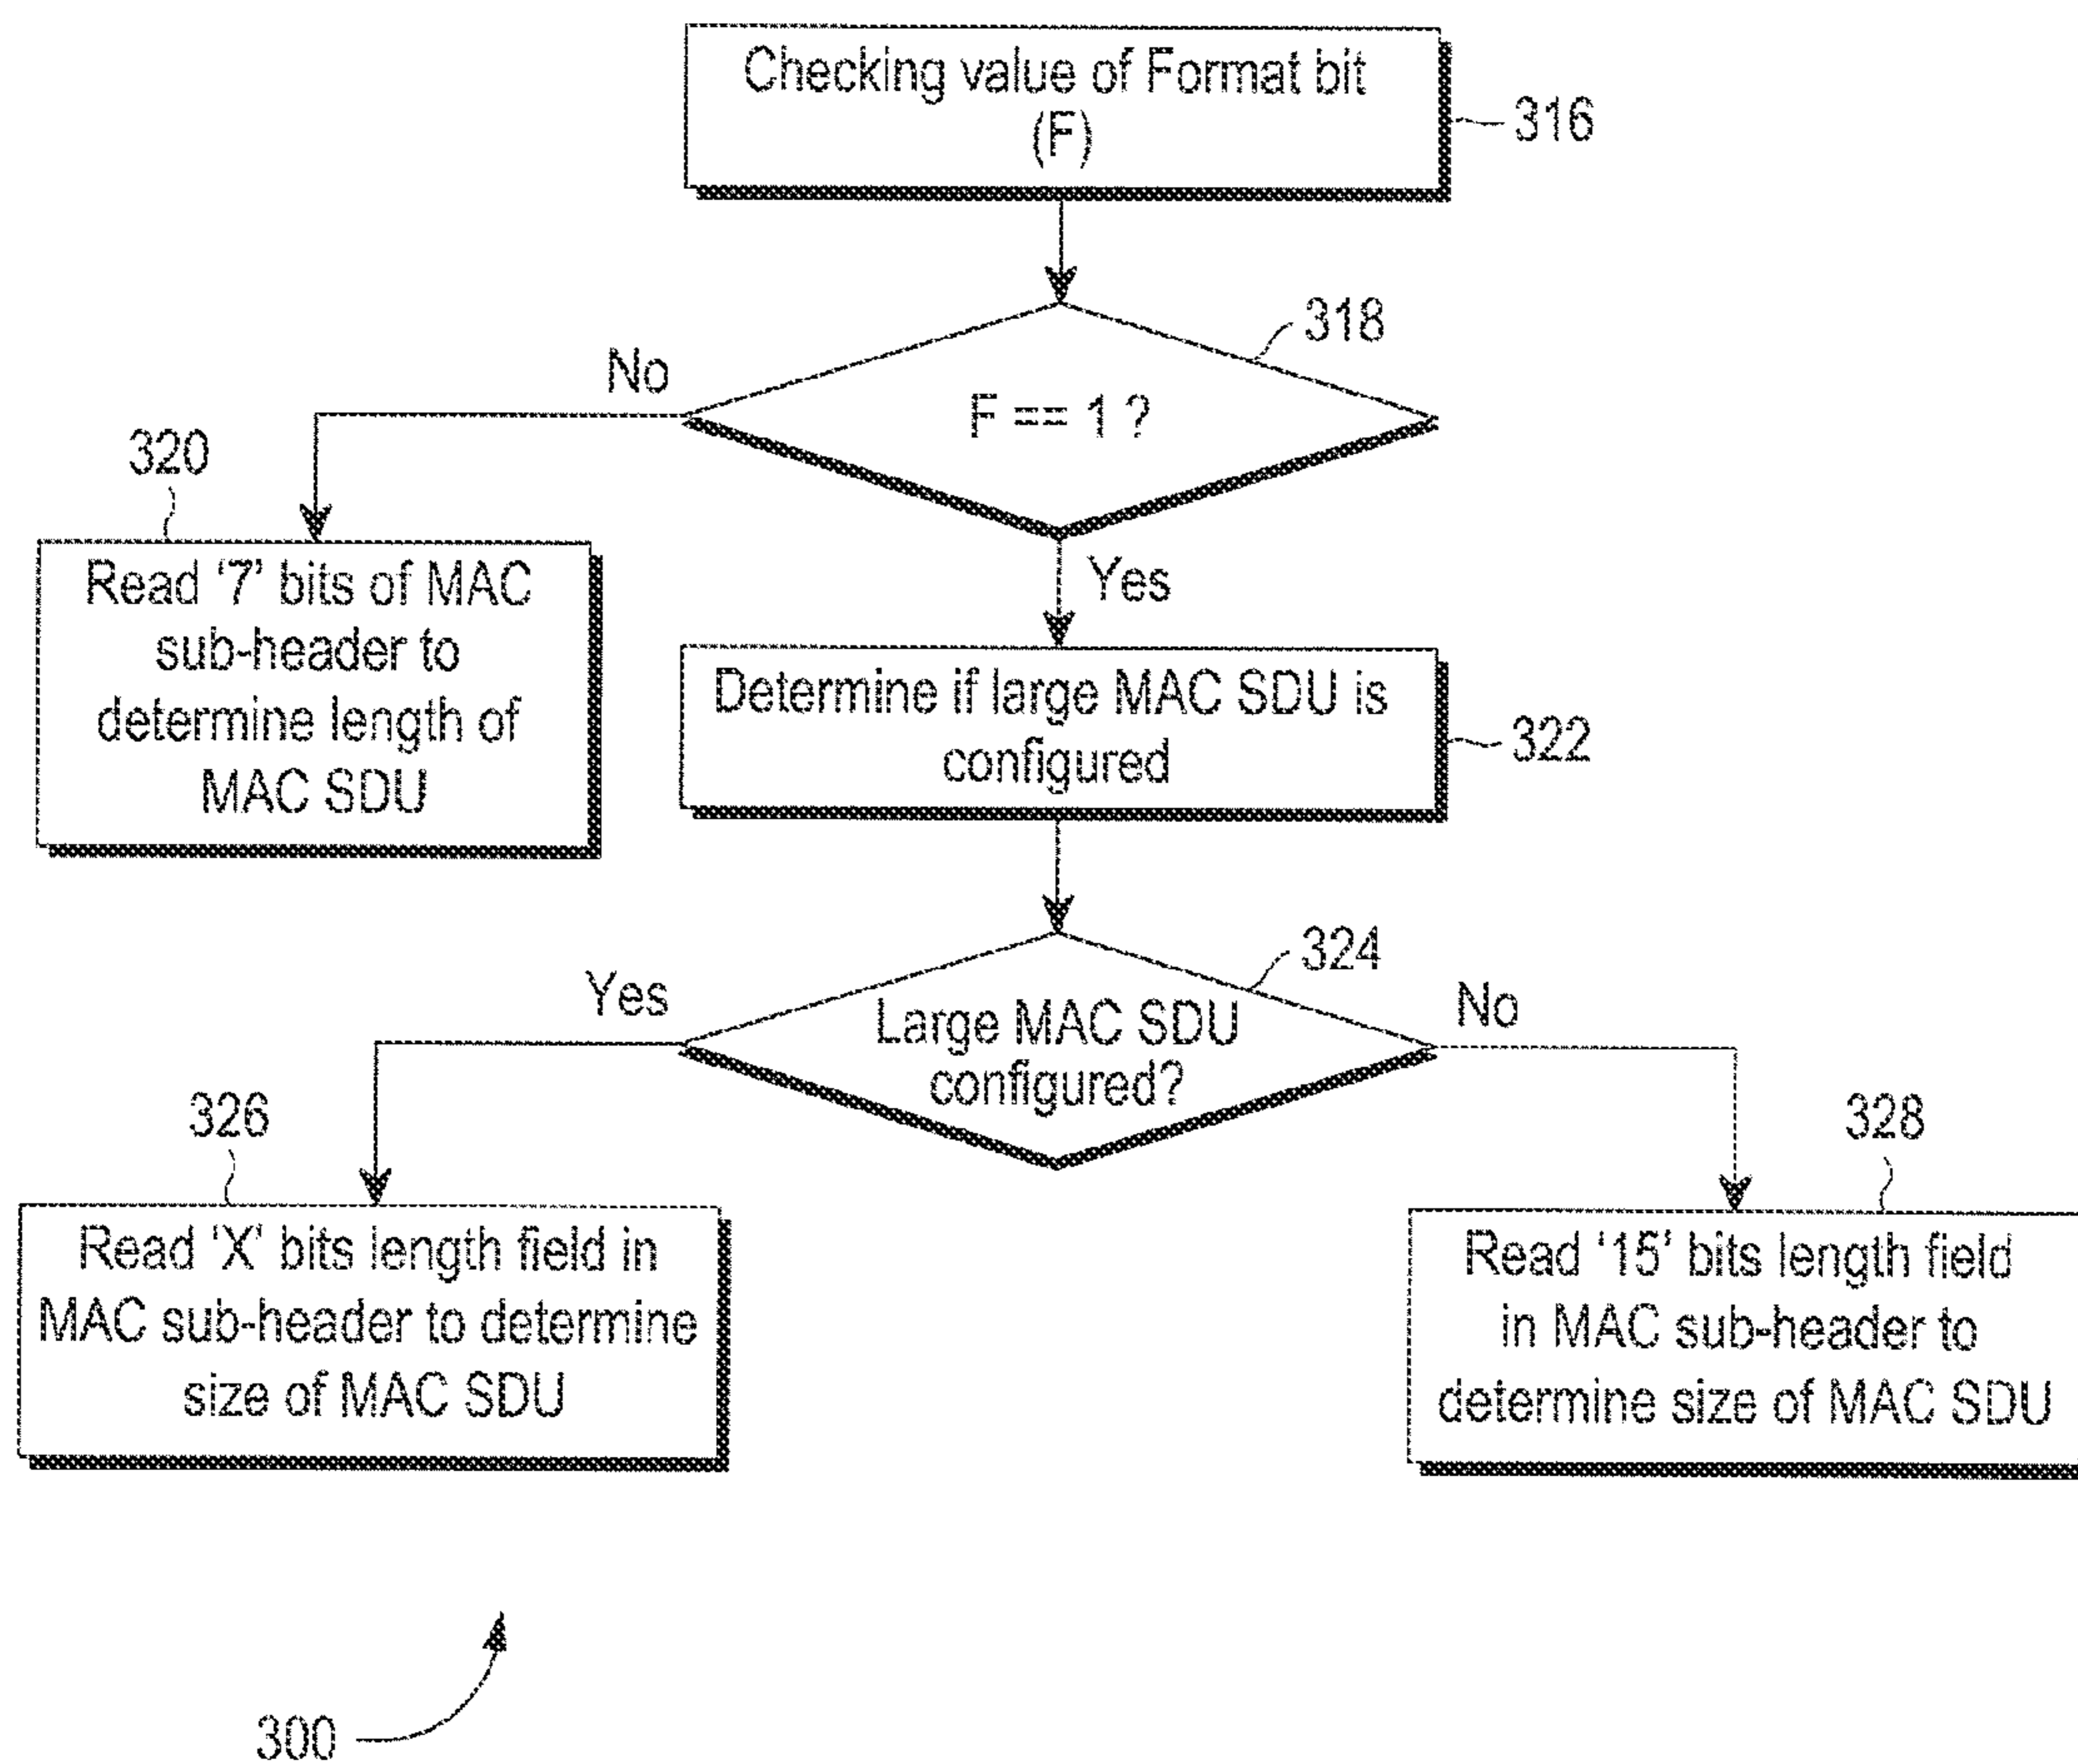 Checking value of Format bit
(F)
316
318
No
F == 1 ?
320
Yes
Read '7' bits of MAC
sub-header to
determine length of
MAC SDU
Determine if large MAC SDU is
configured
322
324
Yes
Large MAC SDU
configured?
No
326
328
Read 'X' bits length field in
MAC sub-header to determine
size of MAC SDU
Read '15' bits length field
in MAC sub-header to
determine size of MAC SDU
300